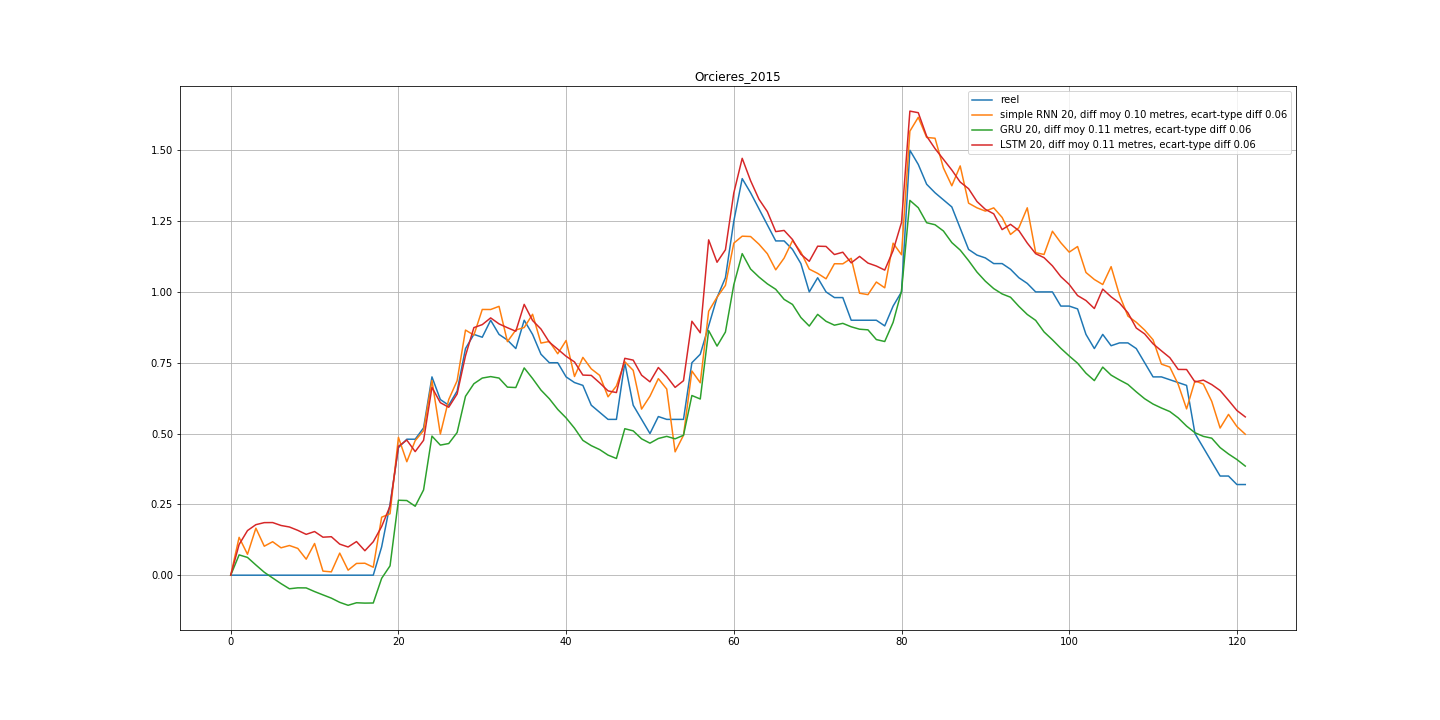 Orcieres_2015
reel
simple RNN 20, diff moy 0.10 metres, ecart-type diff 0.06
GRU 20, diff moy 0.11 metres, ecart-type diff 0.06
LSTM 20, diff moy 0.11 metres, ecart-type diff 0.06
1.50
1.25
1.00
0.75
0.50
0.25
0.00
0 20 40 60 80 100 120